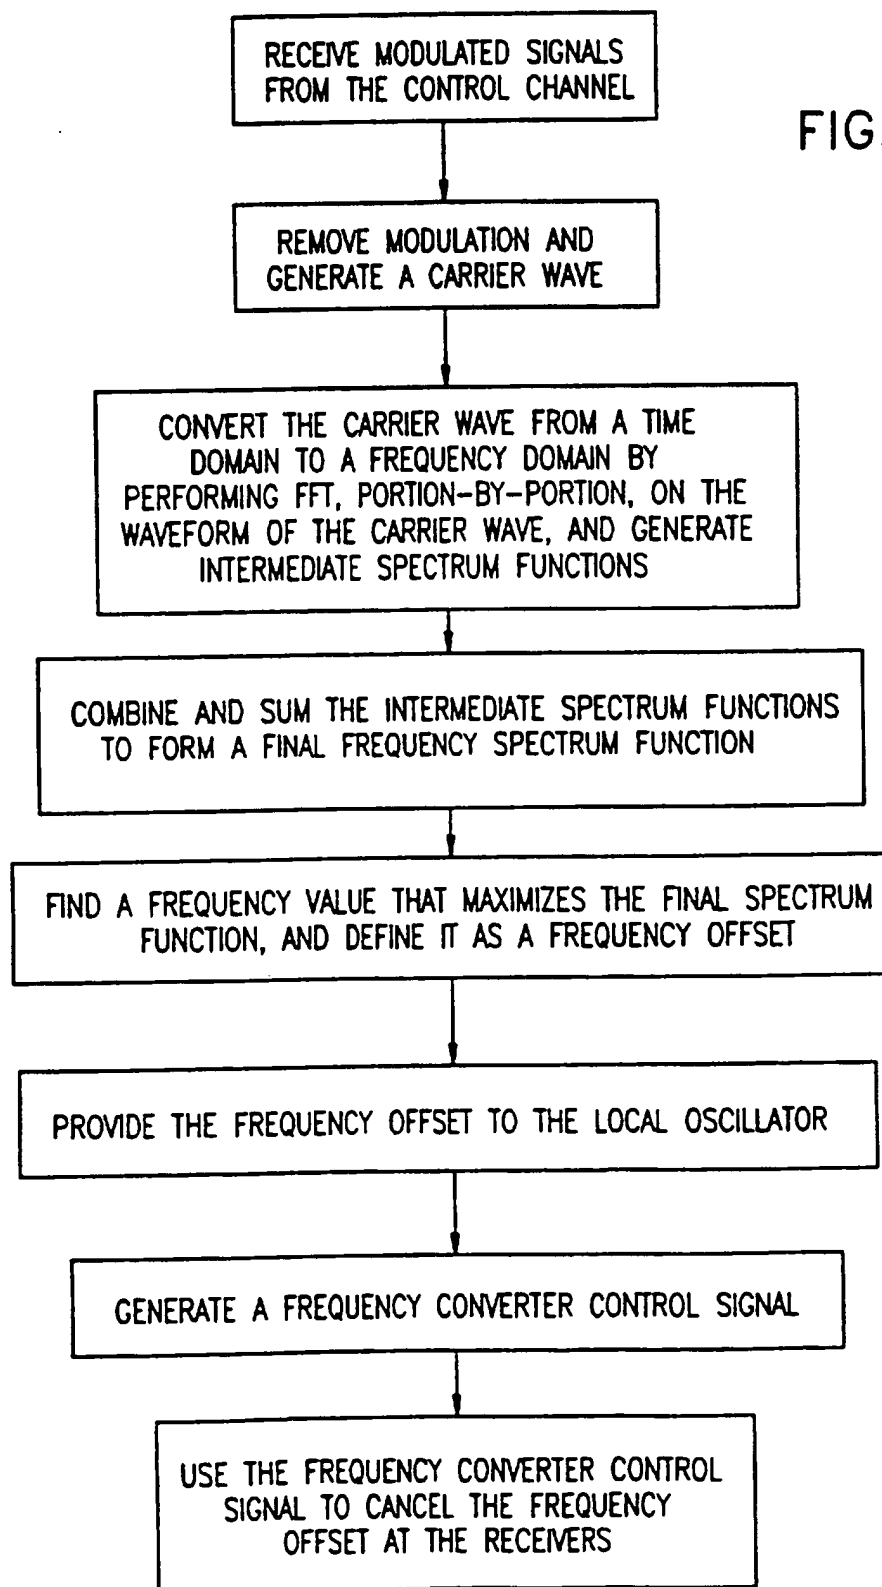 RECEIVE MODULATED SIGNALS
FROM THE CONTROL CHANNEL
FIG.
REMOVE MODULATION AND
GENERATE A CARRIER WAVE
CONVERT THE CARRIER WAVE FROM A TIME
DOMAIN TO A FREQUENCY DOMAIN BY
PERFORMING FFT, PORTION-BY-PORTION, ON THE
WAVEFORM OF THE CARRIER WAVE, AND GENERATE
INTERMEDIATE SPECTRUM FUNCTIONS
COMBINE AND SUM THE INTERMEDIATE SPECTRUM FUNCTIONS
TO FORM A FINAL FREQUENCY SPECTRUM FUNCTION
FIND A FREQUENCY VALUE THAT MAXIMIZES THE FINAL SPECTRUM
FUNCTION, AND DEFINE IT AS A FREQUENCY OFFSET
PROVIDE THE FREQUENCY OFFSET TO THE LOCAL OSCILLATOR
GENERATE A FREQUENCY CONVERTER CONTROL SIGNAL
USE THE FREQUENCY CONVERTER CONTROL
SIGNAL TO CANCEL THE FREQUENCY
OFFSET AT THE RECEIVERS